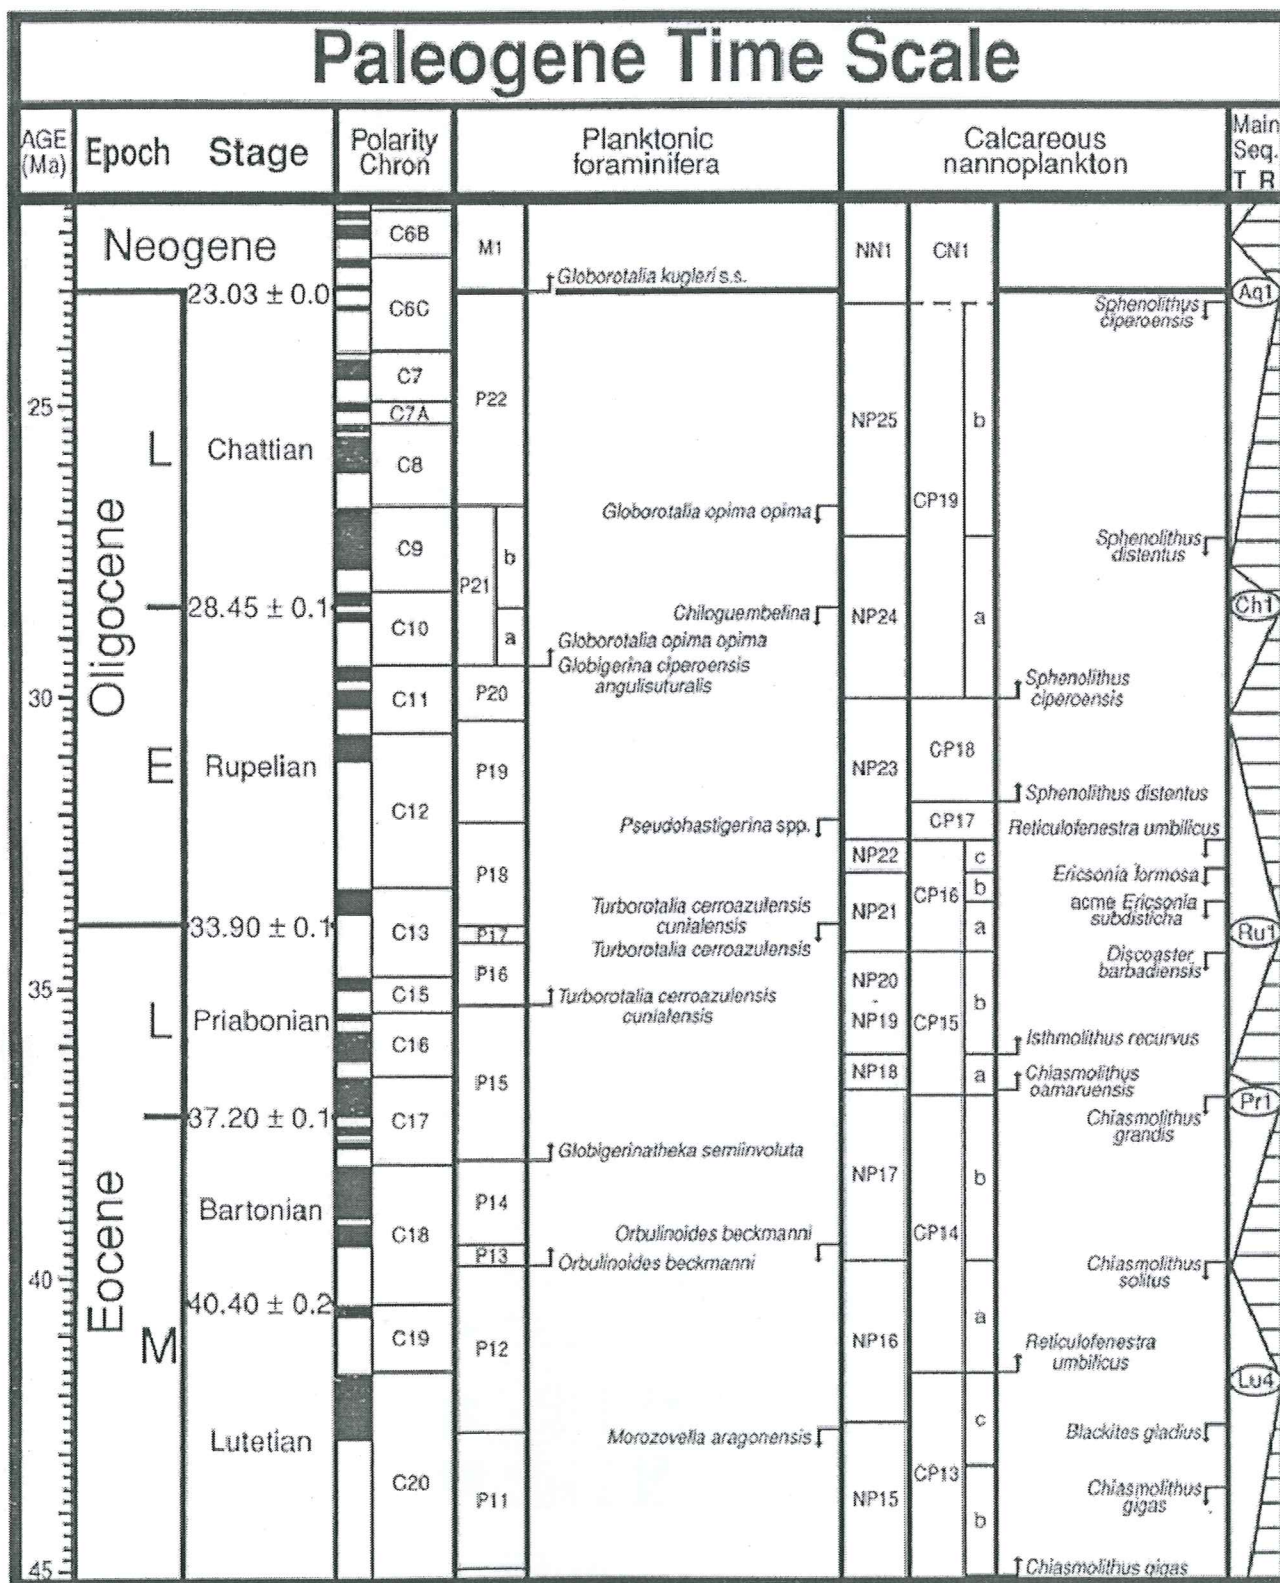 Paleogene Time Scale
AGE
(Ma)
Epoch
Stage
Polarity
Chron
Planktonic
foraminifera
Calcareous
nannoplankton
Main
Seq.
T R
Neogene
23.03 ± 0.0
25
L
Chattian
Oligocene
28.45 ± 0.1
30
E
Rupelian
33.90 ± 0.1
35
L
Priabonian
37.20 ± 0.1
Bartonian
Eocene
40
40.40 ± 0.2
M
Lutetian
45
C6B
C6C
C7
C7A
C8
C9
C10
C11
C12
C13
C15
C16
C17
C18
C19
C20
M1
P22
P21
b
a
P20
P19
P18
P17
P16
P15
P14
P13
P12
P11
Globorotalia kugleri s.s.
Globorotalia opima opima
Chiloguembelina
Globorotalia opima opima
Globigerina ciperoensis
angulisuturalis
Pseudohastigerina spp.
Turborotalia cerroazulensis
cunialensis
Turborotalia cerroazulensis
Turborotalia cerroazulensis
cunialensis
Globigerinatheka semiinvoluta
Orbulinoides beckmanni
Orbulinoides beckmanni
Morozovella aragonensis
NN1
NP25
NP24
NP23
NP22
NP21
NP20
-
NP19
NP18
NP17
NP16
NP15
CN1
CP19
b
a
CP18
CP17
CP16
c
b
a
CP15
b
a
CP14
b
a
CP13
c
b
Sphenolithus
ciperoensis
Sphenolithus
distentus
Sphenolithus
ciperoensis
Sphenolithus distentus
Reticulofenestra umbilicus
Ericsonia formosa
acme Ericsonia
subdisticha
Discoaster
barbadiensis
Isthmolithus recurvus
Chiasmolithus
oamaruensis
Chiasmolithus
grandis
Chiasmolithus
solitus
Reticulofenestra
umbilicus
Blackites gladius
Chiasmolithus
gigas
Chiasmolithus gigas
Aq1
Ch1
Ru1
Pr1
Lu4